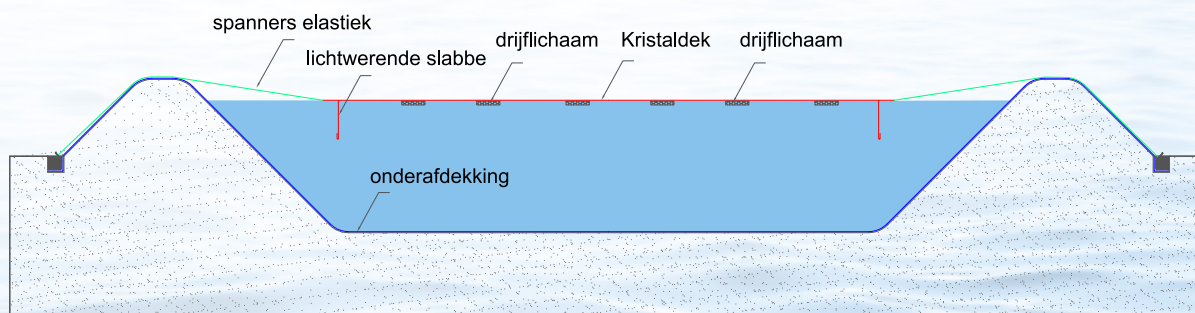 spanners elastiek
lichtwerende slabbe
drijflichaam
Kristaldek
drijflichaam
onderafdekking